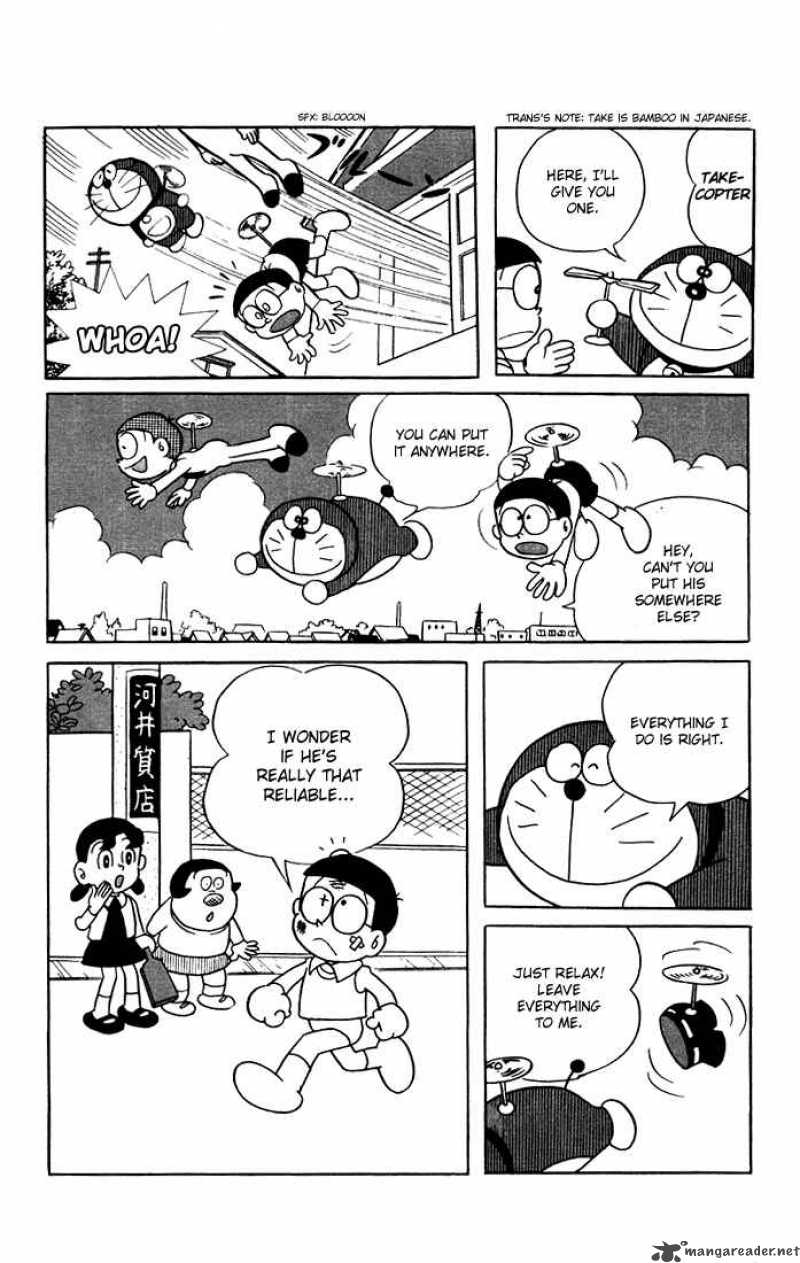 TRANS'S NOTE: TAKE IS BAMBOO IN JAPANESE.
TAKE-
COPTER
HERE, I'LL
GIVE YOU
ONE.
SFX: BLOOOON
WHOA!
HEY,
CAN'T YOU
PUT HIS
SOMEWHERE
ELSE?
YOU CAN PUT
IT ANYWHERE.
EVERYTHING I
DO IS RIGHT.
JUST RELAX!
LEAVE
EVERYTHING
TO ME.
I WONDER
IF HE'S
REALLY THAT
RELIABLE...
河井質店
mangareader.net